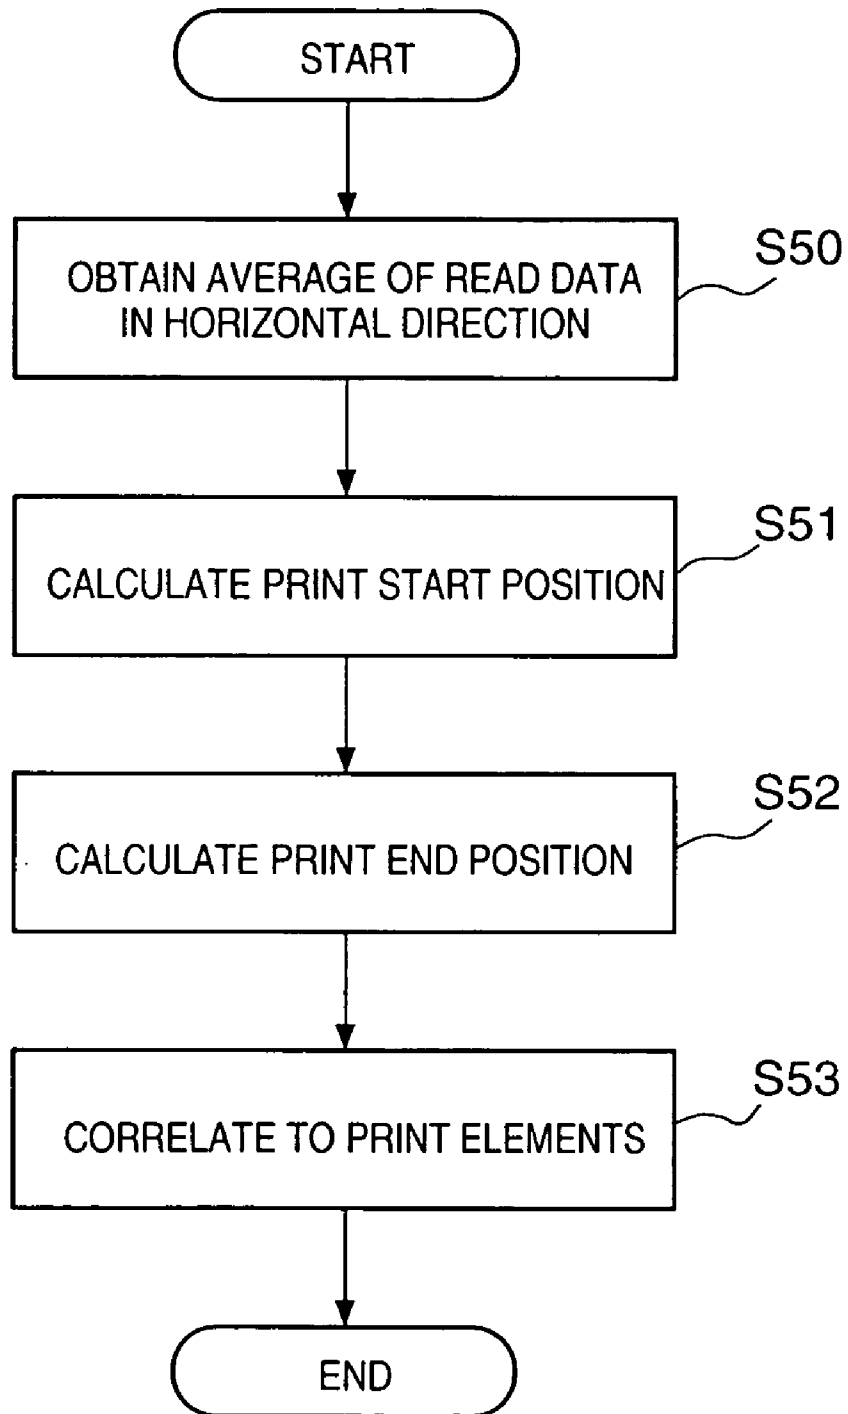 START
OBTAIN AVERAGE OF READ DATA
IN HORIZONTAL DIRECTION
S50
CALCULATE PRINT START POSITION
S51
CALCULATE PRINT END POSITION
S52
CORRELATE TO PRINT ELEMENTS
S53
END